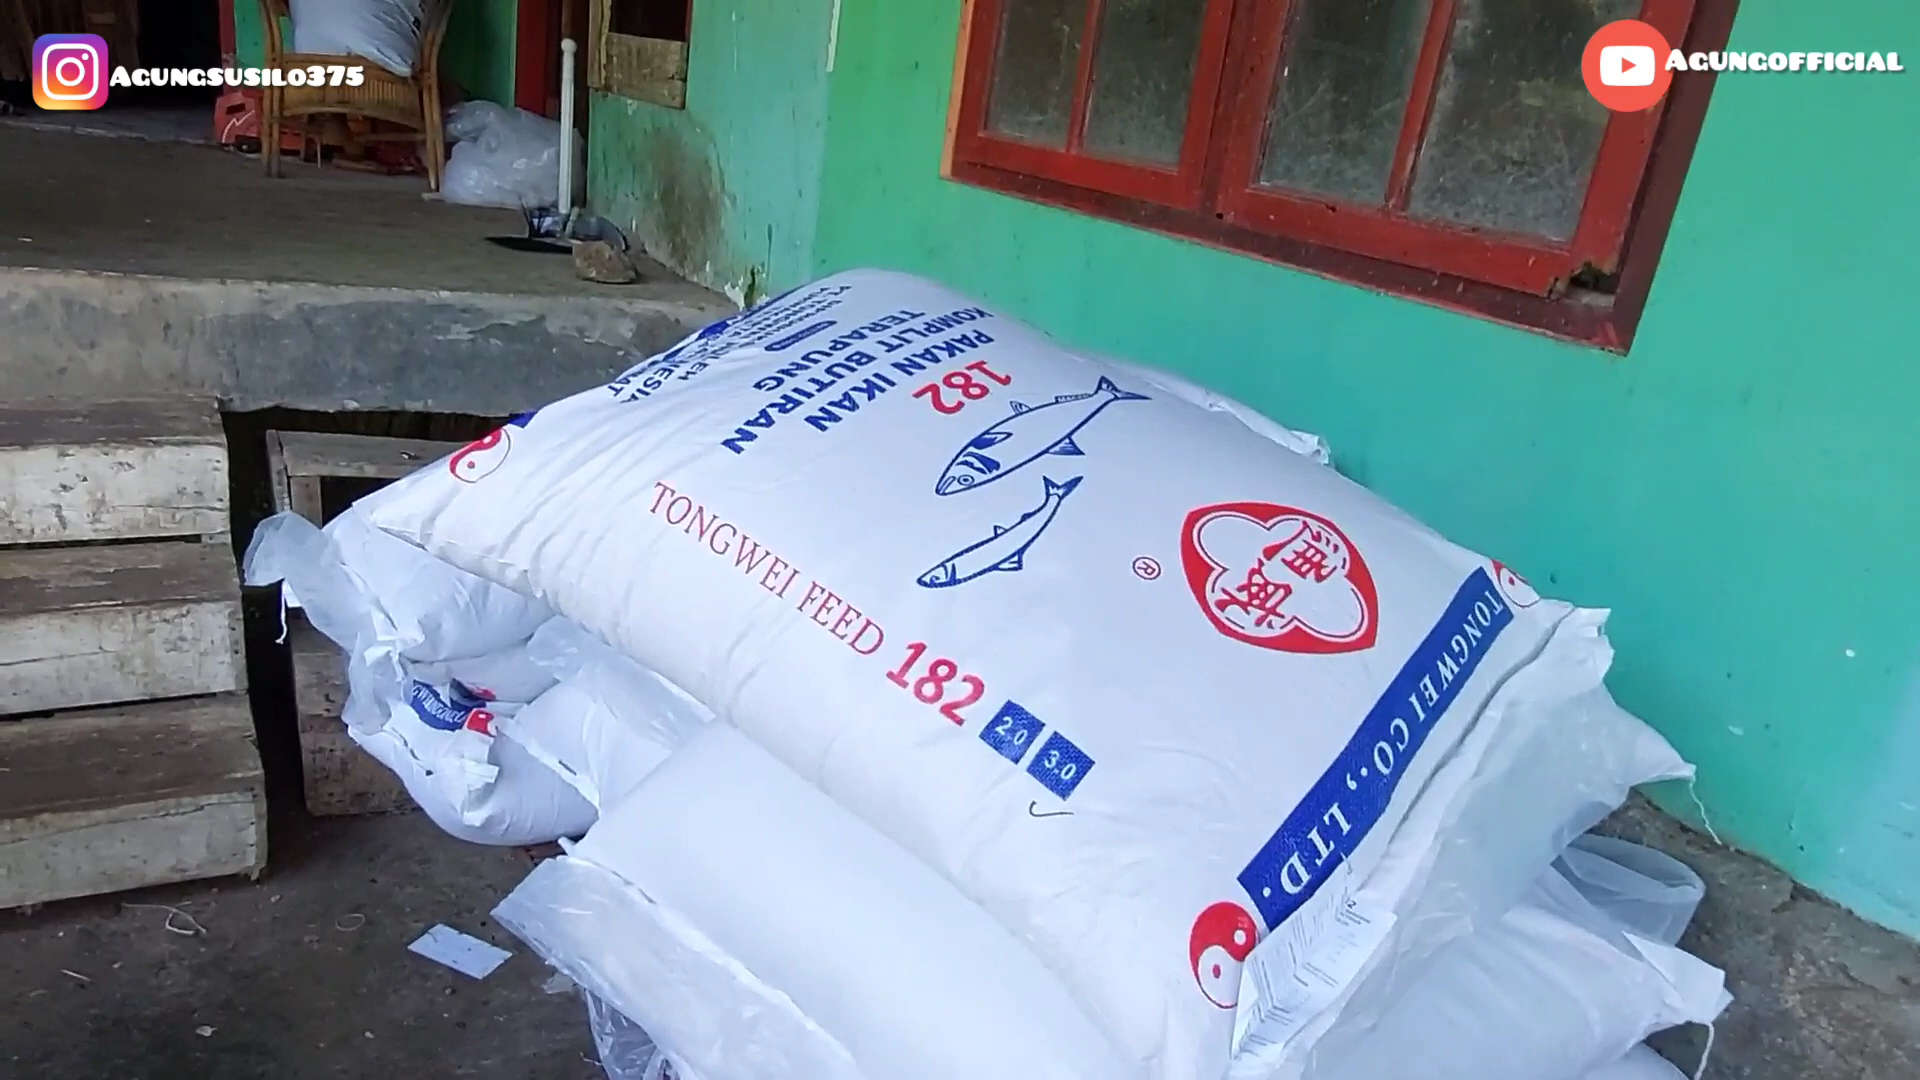 Agungsusilo375
Agungofficial
PAKAN IKAN
KOMPLIT BUTIRAN
TERAPUNG
182
TONGWEI FEED 182
2.0 3.0
®
TONGWEI CO., LTD.